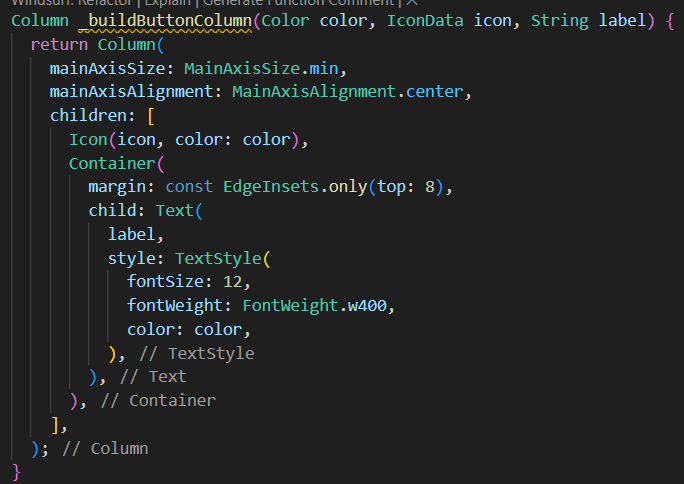 Windsurf: Refactor | Explain | Generate Function Comment | ×
Column _buildButtonColumn(Color color, IconData icon, String label) {
  return Column(
    mainAxisSize: MainAxisSize.min,
    mainAxisAlignment: MainAxisAlignment.center,
    children: [
      Icon(icon, color: color),
      Container(
        margin: const EdgeInsets.only(top: 8),
        child: Text(
          label,
          style: TextStyle(
            fontSize: 12,
            fontWeight: FontWeight.w400,
            color: color,
          ), // TextStyle
        ), // Text
      ), // Container
    ],
  ); // Column
}